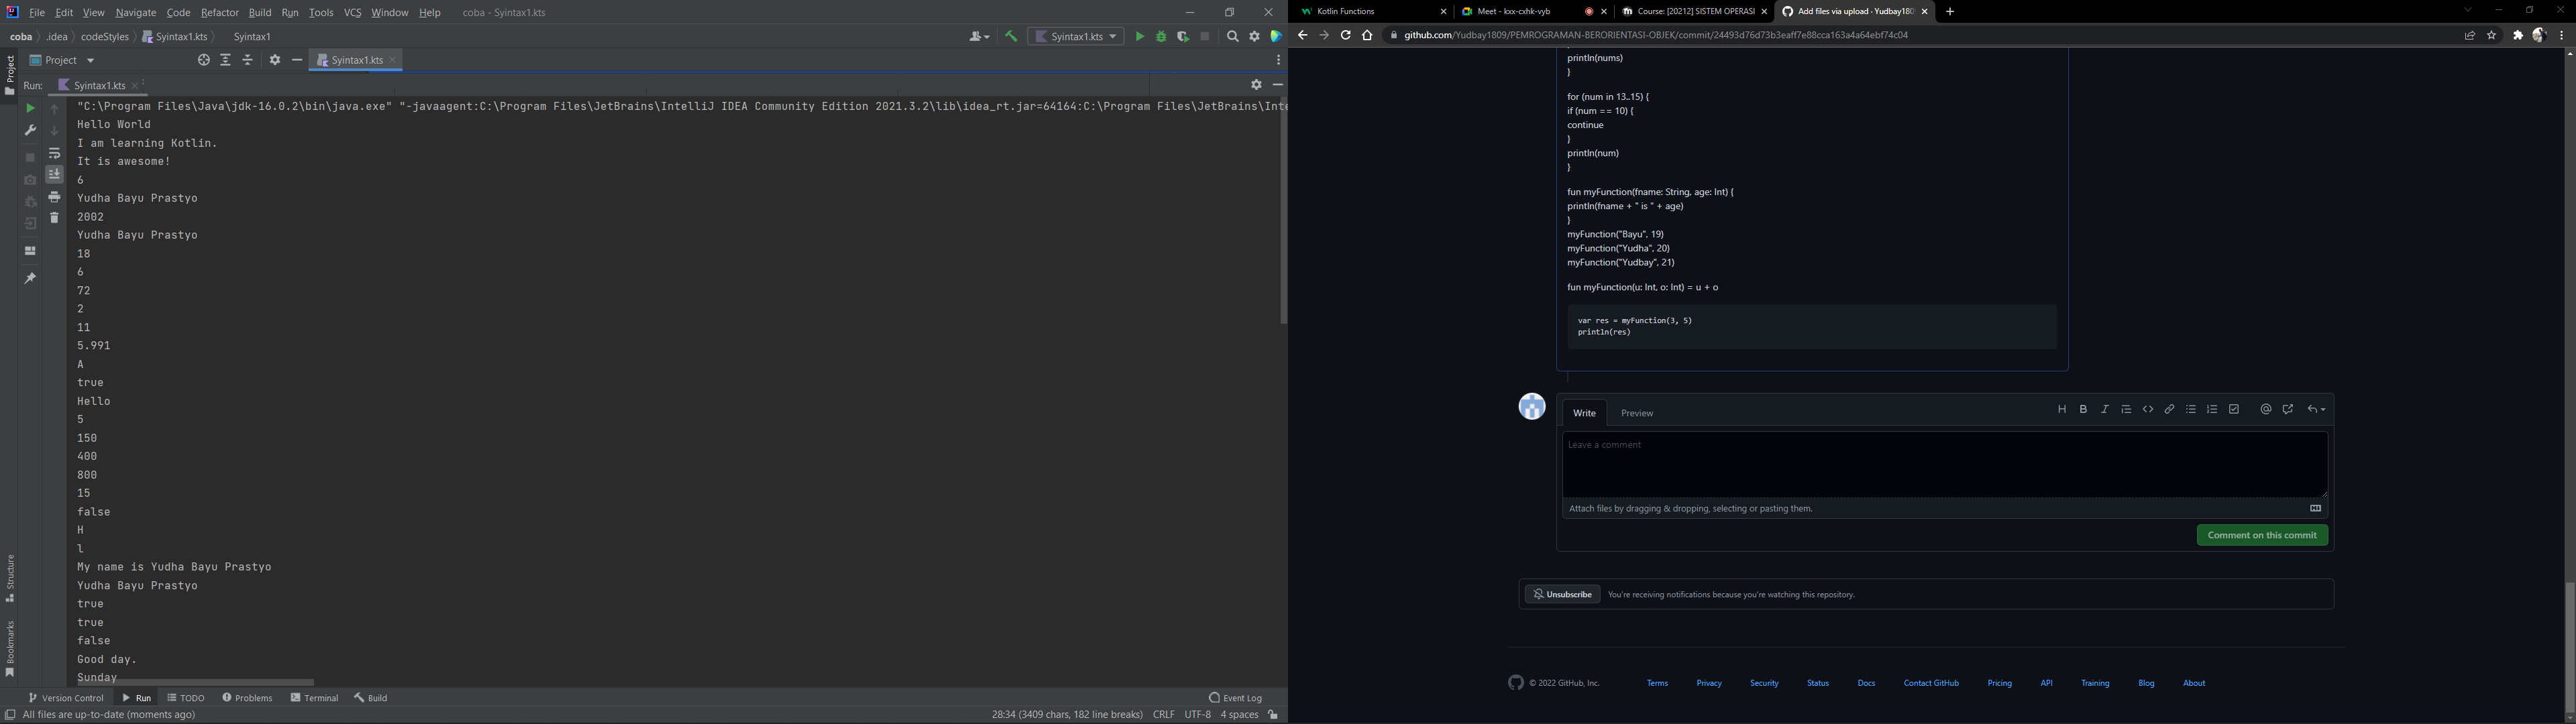 File Edit View Navigate Code Refactor Build Run Tools VCS Window Help coba - Syintax1.kts
coba .idea codeStyles Syintax1.kts Syintax1
Syintax1.kts
Project
Project
Syintax1.kts
Run: Syintax1.kts
"C:\Program Files\Java\jdk-16.0.2\bin\java.exe" "-javaagent:C:\Program Files\JetBrains\IntelliJ IDEA Community Edition 2021.3.2\lib\idea_rt.jar=64164:C:\Program Files\JetBrains\Inte
Hello World
I am learning Kotlin.
It is awesome!
6
Yudha Bayu Prastyo
2002
Yudha Bayu Prastyo
18
6
72
2
11
5.991
A
true
Hello
5
150
400
800
15
false
H
l
My name is Yudha Bayu Prastyo
Yudha Bayu Prastyo
true
true
false
Good day.
Sunday
Structure
Bookmarks
Version Control Run TODO Problems Terminal Build Event Log
All files are up-to-date (moments ago) 28:34 (3409 chars, 182 line breaks) CRLF UTF-8 4 spaces
Kotlin Functions
Meet - kxx-cxhk-vyb
Course: [20212] SISTEM OPERASI
Add files via upload · Yudbay1809
github.com/Yudbay1809/PEMROGRAMAN-BERORIENTASI-OBJEK/commit/24493d76d73b3eaff7e88cca163a4a64ebf74c04
println(nums)
}
for (num in 13..15) {
if (num == 10) {
continue
}
println(num)
}
fun myFunction(fname: String, age: Int) {
println(fname + " is " + age)
}
myFunction("Bayu", 19)
myFunction("Yudha", 20)
myFunction("Yudbay", 21)
fun myFunction(u: Int, o: Int) = u + o
var res = myFunction(3, 5)
println(res)
Write Preview
Leave a comment
Attach files by dragging & dropping, selecting or pasting them.
Comment on this commit
Unsubscribe You're receiving notifications because you're watching this repository.
© 2022 GitHub, Inc. Terms Privacy Security Status Docs Contact GitHub Pricing API Training Blog About